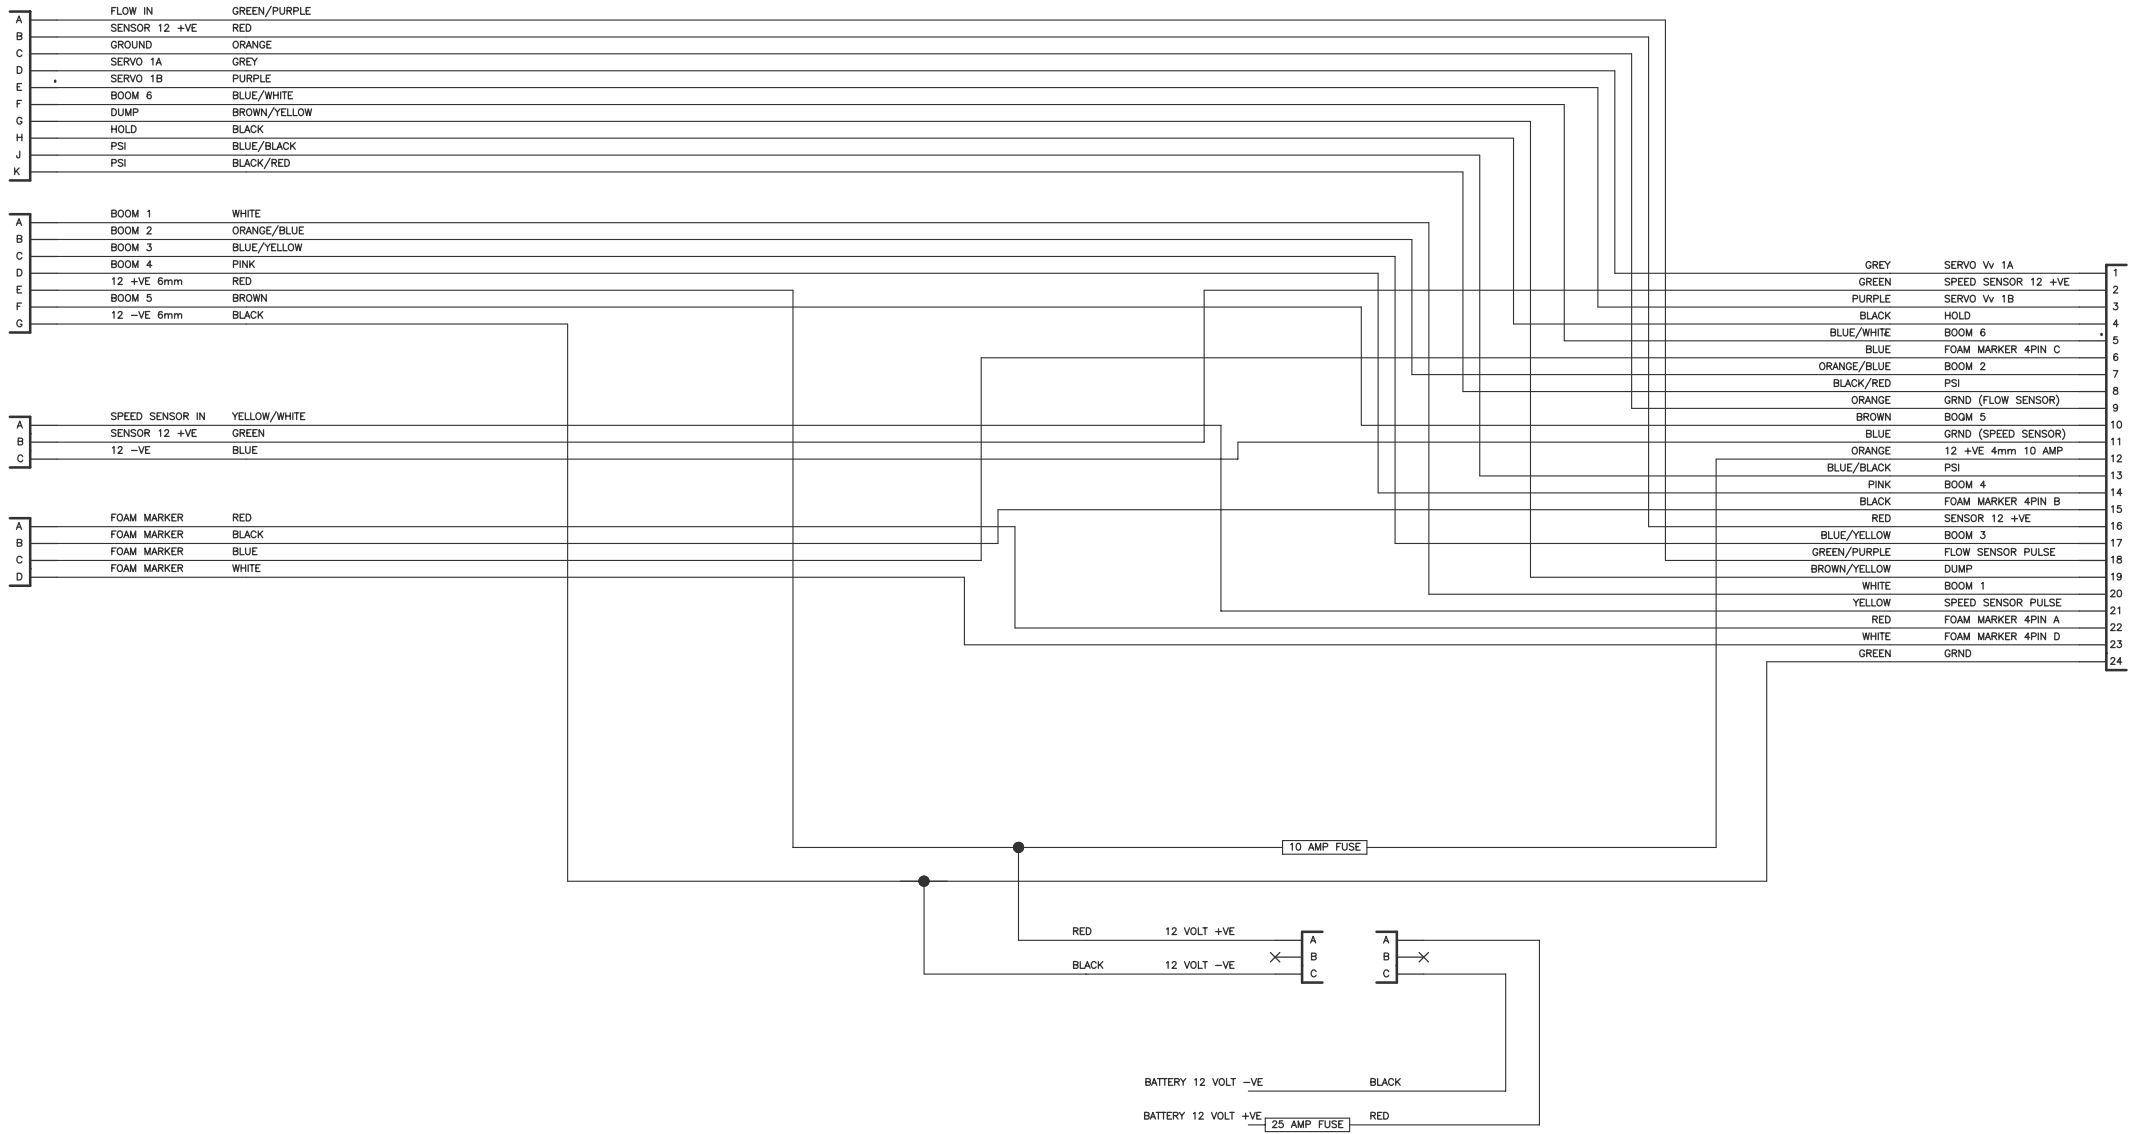 A FLOW IN GREEN/PURPLE
B SENSOR 12 +VE RED
C GROUND ORANGE
D SERVO 1A GREY
E SERVO 1B PURPLE
F BOOM 6 BLUE/WHITE
G DUMP BROWN/YELLOW
H HOLD BLACK
J PSI BLUE/BLACK
K PSI BLACK/RED
A BOOM 1 WHITE
B BOOM 2 ORANGE/BLUE
C BOOM 3 BLUE/YELLOW
D BOOM 4 PINK
E 12 +VE 6mm RED
F BOOM 5 BROWN
G 12 -VE 6mm BLACK
A SPEED SENSOR IN YELLOW/WHITE
B SENSOR 12 +VE GREEN
C 12 -VE BLUE
A FOAM MARKER RED
B FOAM MARKER BLACK
C FOAM MARKER BLUE
D FOAM MARKER WHITE
GREY SERVO Vv 1A 1
GREEN SPEED SENSOR 12 +VE 2
PURPLE SERVO Vv 1B 3
BLACK HOLD 4
BLUE/WHITE BOOM 6 5
BLUE FOAM MARKER 4PIN C 6
ORANGE/BLUE BOOM 2 7
BLACK/RED PSI 8
ORANGE GRND (FLOW SENSOR) 9
BROWN BOOM 5 10
BLUE GRND (SPEED SENSOR) 11
ORANGE 12 +VE 4mm 10 AMP 12
BLUE/BLACK PSI 13
PINK BOOM 4 14
BLACK FOAM MARKER 4PIN B 15
RED SENSOR 12 +VE 16
BLUE/YELLOW BOOM 3 17
GREEN/PURPLE FLOW SENSOR PULSE 18
BROWN/YELLOW DUMP 19
WHITE BOOM 1 20
YELLOW SPEED SENSOR PULSE 21
RED FOAM MARKER 4PIN A 22
WHITE FOAM MARKER 4PIN D 23
GREEN GRND 24
10 AMP FUSE
RED 12 VOLT +VE A A
B B
BLACK 12 VOLT -VE C C
BATTERY 12 VOLT -VE BLACK
BATTERY 12 VOLT +VE 25 AMP FUSE RED